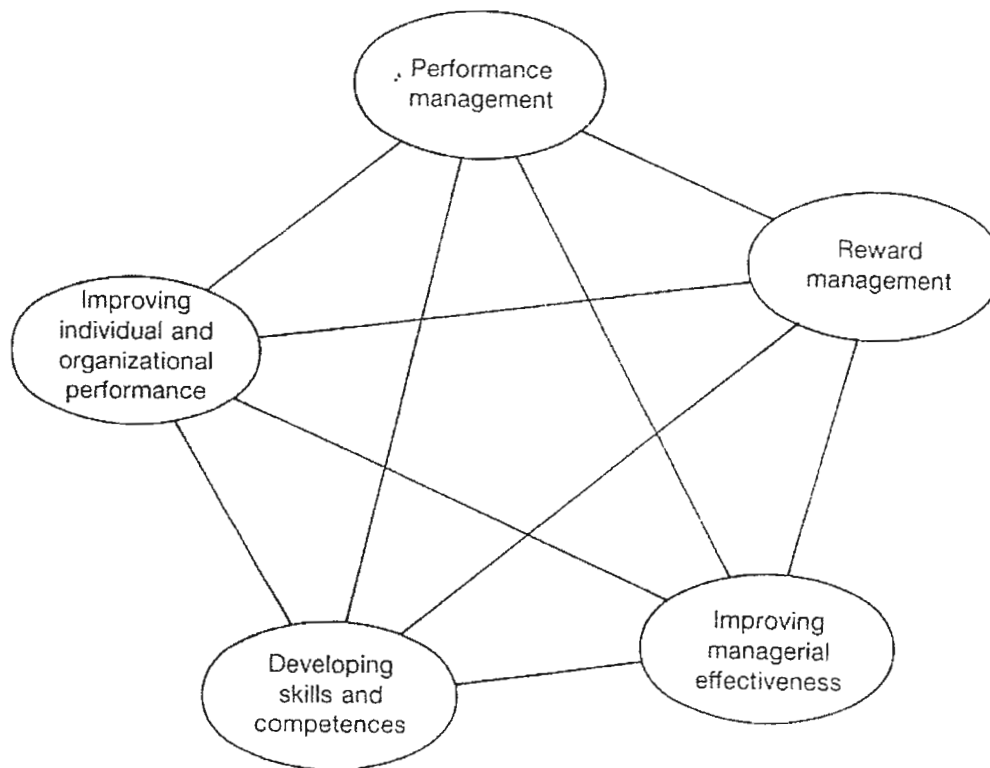 Performance
management
Reward
management
Improving
individual and
organizational
performance
Improving
managerial
effectiveness
Developing
skills and
competences